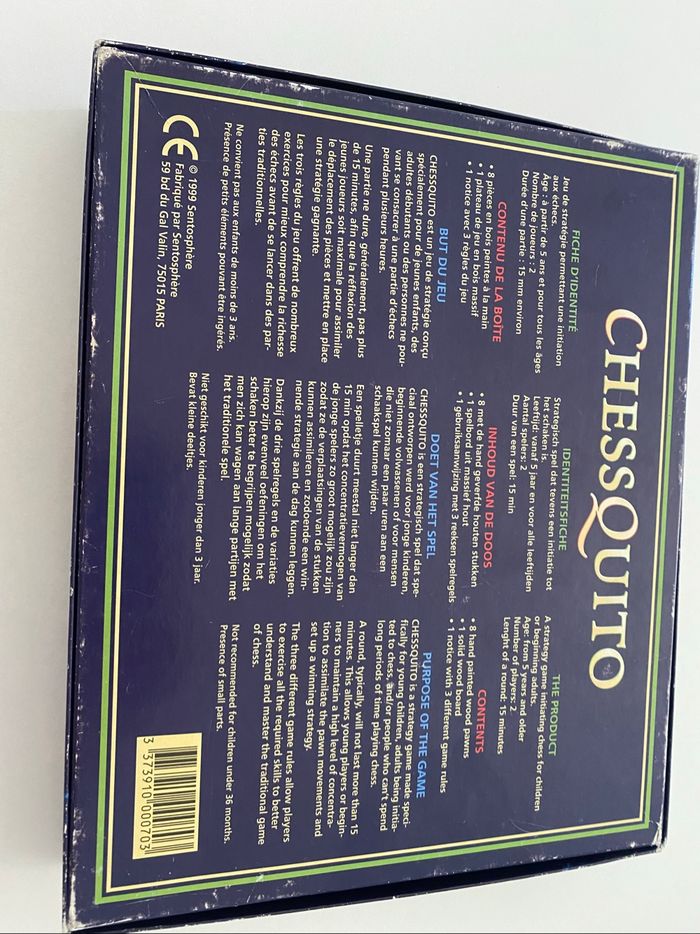 CHESSQUITO
FICHE D'IDENTITÉ
Jeu de stratégie permettant une initiation
aux échecs.
Âge : à partir de 5 ans et pour tous les âges
Nombre de joueurs : 2
Durée d'une partie : 15 mn environ
CONTENU DE LA BOÎTE
• 8 pièces en bois peintes à la main
• 1 plateau de jeu en bois massif
• 1 notice avec 3 règles du jeu
BUT DU JEU
CHESSQUITO est un jeu de stratégie conçu
spécialement pour de jeunes enfants, des
adultes débutants ou des personnes ne pou-
vant se consacrer à une partie d'échecs
pendant plusieurs heures.
Une partie ne dure, généralement, pas plus
de 15 minutes, afin que la réflexion des
jeunes joueurs soit maximale pour assimiler
le déplacement des pièces et mettre en place
une stratégie gagnante.
Les trois règles du jeu offrent de nombreux
exercices pour mieux comprendre la richesse
des échecs avant de se lancer dans des par-
ties traditionnelles.
Ne convient pas aux enfants de moins de 3 ans.
Présence de petits éléments pouvant être ingérés.
CE © 1999 Sentosphère
Fabriqué par Sentosphère
59 bd du Gal Valin, 75015 PARIS
IDENTITEITSFICHE
Strategisch spel dat tevens een initiatie tot
het schaken is.
Leeftijd: vanaf 5 jaar en voor alle leeftijden
Aantal spelers: 2
Duur van een spel: 15 min
INHOUD VAN DE DOOS
• 8 met de hand geverfde houten stukken
• 1 spelbord uit massief hout
• 1 gebruiksaanwijzing met 3 reeksen spelregels
DOET VAN HET SPEL
CHESSQUITO is een strategisch spel dat spe-
ciaal ontworpen werd voor jonge kinderen,
beginnende volwassenen of voor mensen
die niet zomaar een paar uren aan een
schaakspel kunnen wijden.
Een spelletje duurt meestal niet langer dan
15 min opdat het concentratievermogen van
de jonge spelers zo groot mogelijk zou zijn
zodat ze de verplaatsingen van de stukken
kunnen assimileren en zodoende een win-
nende strategie aan de dag kunnen leggen.
Dankzij de drie spelregels en de variaties
hierop zijn evenveel oefeningen om het
schaken beter te begrijpen mogelijk zodat
men zich kan wagen aan lange partijen met
het traditionele spel.
Niet geschikt voor kinderen jonger dan 3 jaar.
Bevat kleine deeltjes.
THE PRODUCT
A strategy game initiating chess for children
or beginning adults.
Age: from 5 years and older
Number of players: 2.
Lenght of a round: 15 minutes
CONTENTS
• 8 hand painted wood pawns
• 1 solid wood board
• 1 notice with 3 different game rules
PURPOSE OF THE GAME
CHESSQUITO is a strategy game made speci-
fically for young children, adults being initia-
ted to chess, and/or people who can't spend
long periods of time playing chess.
A round, typically, will not last more than 15
minutes. This allows young players or begin-
ners to maintain a high level of concentra-
tion to assimilate the pawn movements and
set up a winning strategy.
The three different game rules allow players
to exercise all the required skills to better
understand and master the traditional game
of chess.
Not recommended for children under 36 months.
Presence of small parts.
3 373910 000703